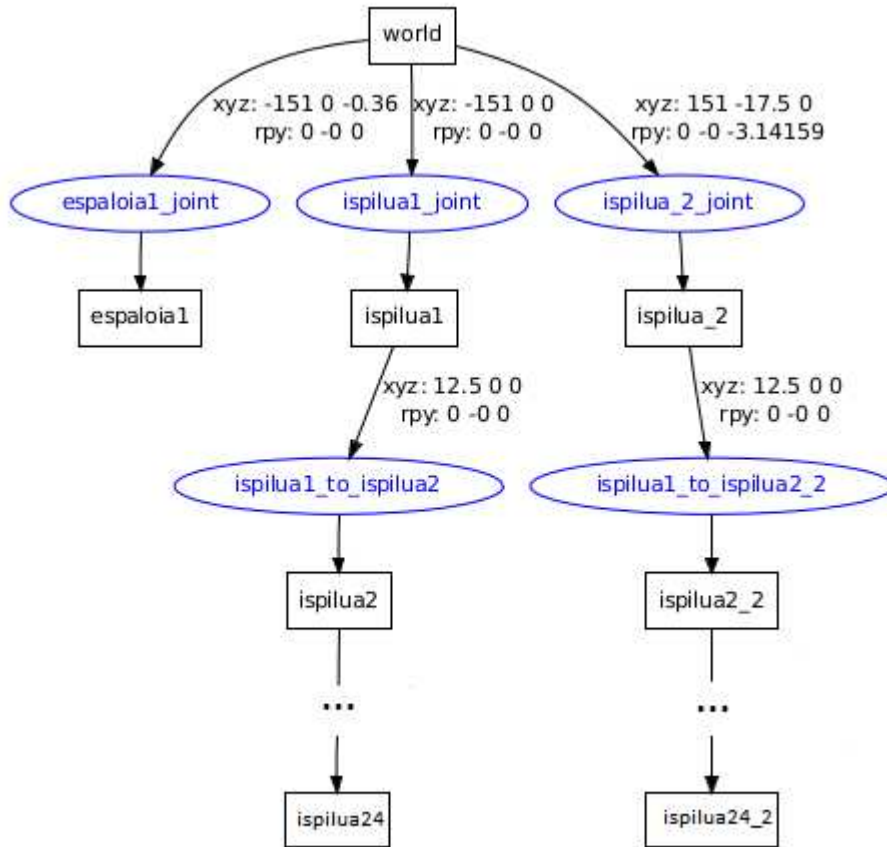 world
xyz: -151 0 -0.36
rpy: 0 -0 0
xyz: -151 0 0
rpy: 0 -0 0
xyz: 151 -17.5 0
rpy: 0 -0 -3.14159
espaloia1_joint
ispilua1_joint
ispilua_2_joint
espaloia1
ispilua1
ispilua_2
xyz: 12.5 0 0
rpy: 0 -0 0
xyz: 12.5 0 0
rpy: 0 -0 0
ispilua1_to_ispilua2
ispilua1_to_ispilua2_2
ispilua2
ispilua2_2
...
...
ispilua24
ispilua24_2